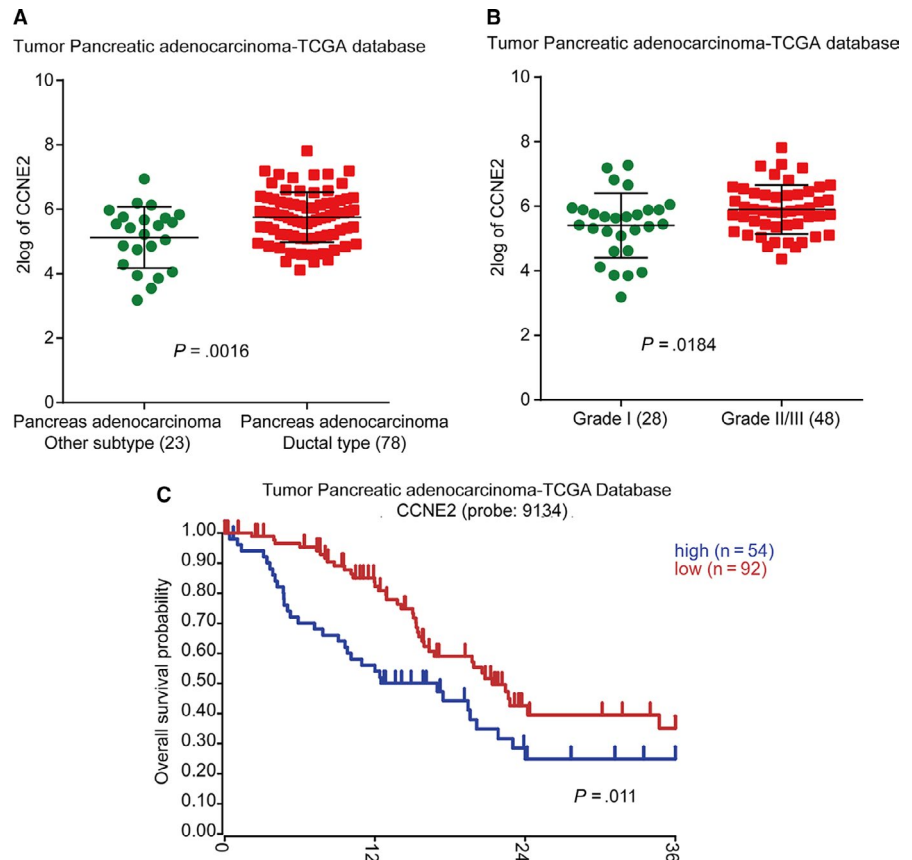 A
Tumor Pancreatic adenocarcinoma-TCGA database
10
8
6
4
2
0
2log of CCNE2
P = .0016
Pancreas adenocarcinoma
Other subtype (23)
Pancreas adenocarcinoma
Ductal type (78)
B
Tumor Pancreatic adenocarcinoma-TCGA database
10
8
6
4
2
0
2log of CCNE2
P = .0184
Grade I (28)
Grade II/III (48)
C
Tumor Pancreatic adenocarcinoma-TCGA Database
CCNE2 (probe: 9134)
high (n = 54)
low (n = 92)
1.00
0.90
0.80
0.70
0.60
0.50
0.40
0.30
0.20
0.10
0.00
Overall survival probability
P = .011
0
12
24
36